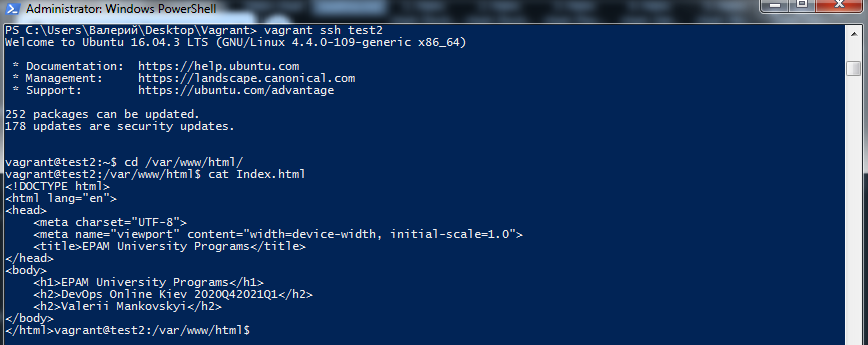 Administrator: Windows PowerShell
PS C:\Users\Валерий\Desktop\Vagrant> vagrant ssh test2
Welcome to Ubuntu 16.04.3 LTS (GNU/Linux 4.4.0-109-generic x86_64)

 * Documentation:  https://help.ubuntu.com
 * Management:     https://landscape.canonical.com
 * Support:        https://ubuntu.com/advantage

252 packages can be updated.
178 updates are security updates.


vagrant@test2:~$ cd /var/www/html/
vagrant@test2:/var/www/html$ cat Index.html
<!DOCTYPE html>
<html lang="en">
<head>
    <meta charset="UTF-8">
    <meta name="viewport" content="width=device-width, initial-scale=1.0">
    <title>EPAM University Programs</title>
</head>
<body>
    <h1>EPAM University Programs</h1>
    <h2>DevOps Online Kiev 2020Q42021Q1</h2>
    <h2>Valerii Mankovskyi</h2>
</body>
</html>vagrant@test2:/var/www/html$